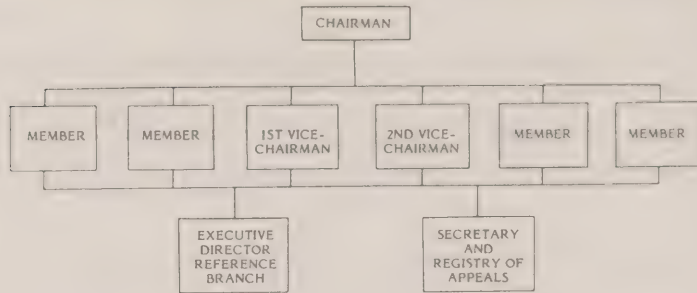 CHAIRMAN
MEMBER
MEMBER
1ST VICE-
CHAIRMAN
2ND VICE-
CHAIRMAN
MEMBER
MEMBER
EXECUTIVE
DIRECTOR
REFERENCE
BRANCH
SECRETARY
AND
REGISTRY OF
APPEALS